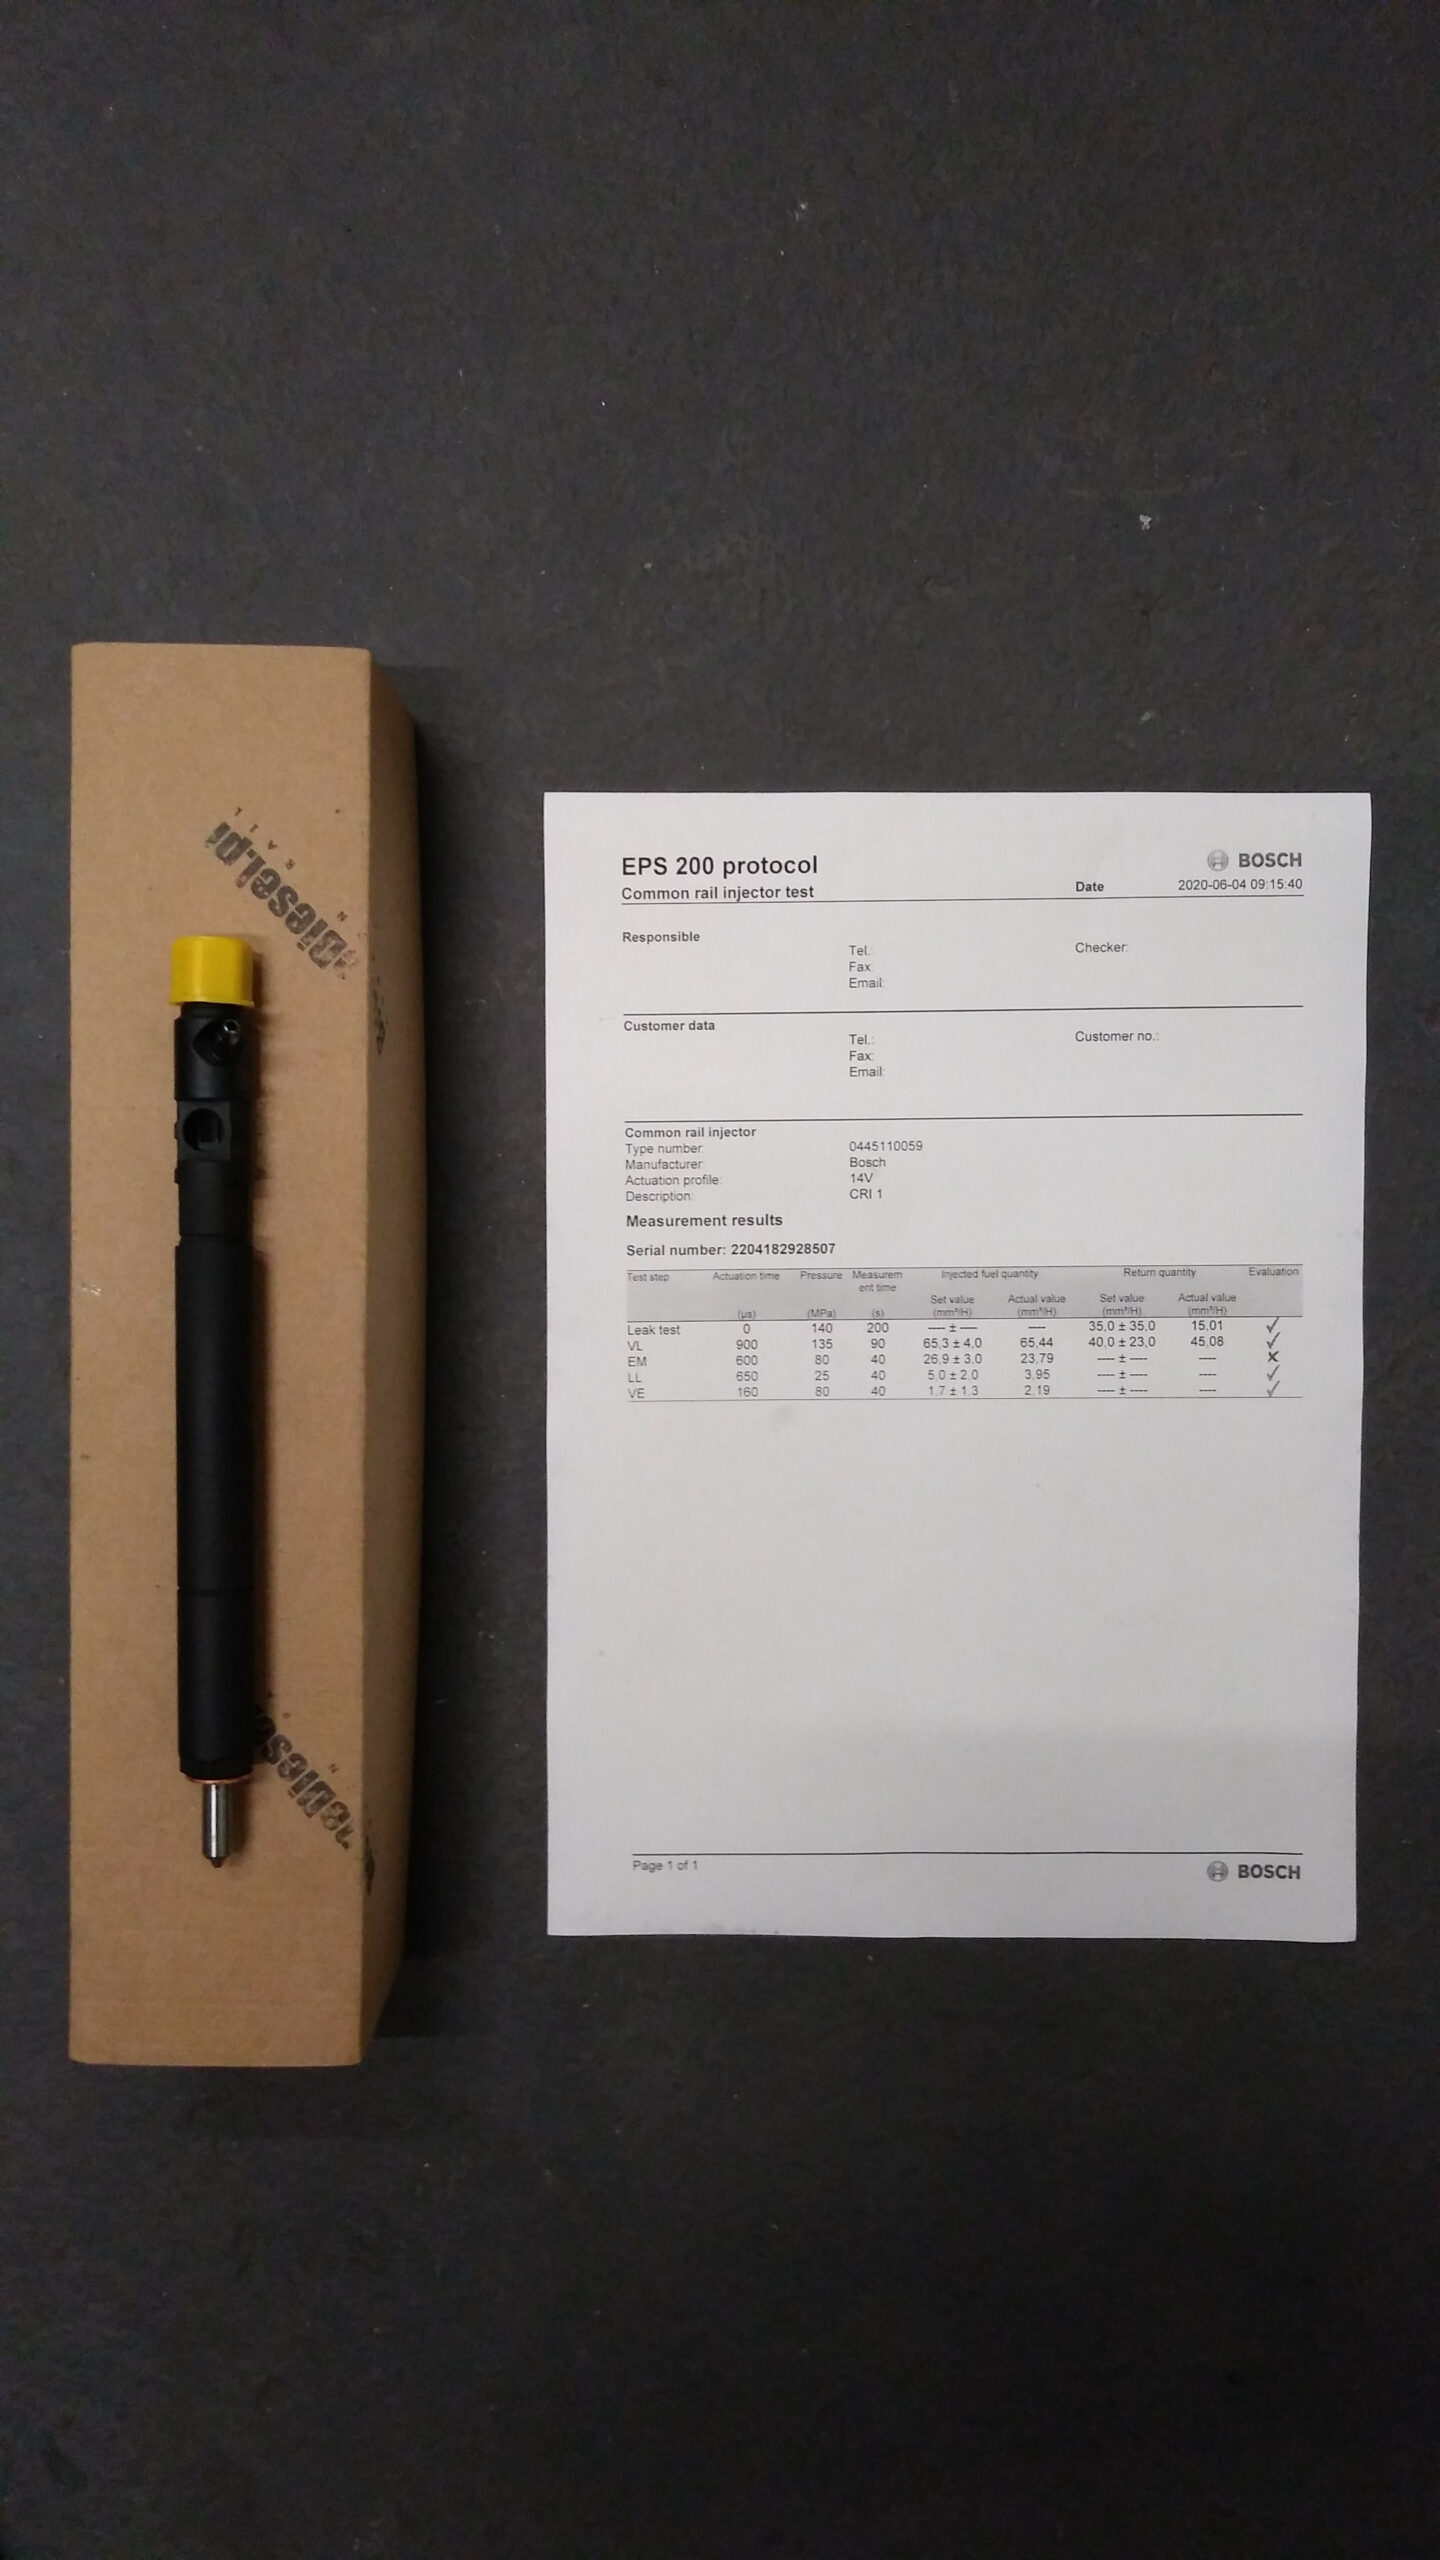 Diesel.pl
R A I L
EPS 200 protocol
BOSCH
Common rail injector test
Date 2020-06-04 09:15:40
Responsible
Tel.:
Checker:
Fax:
Email:
Customer data
Tel.:
Customer no.:
Fax:
Email:
Common rail injector
Type number: 0445110059
Manufacturer: Bosch
Actuation profile: 14V
Description: CRI 1
Measurement results
Serial number: 2204182928507
Test step Actuation time Pressure Measurem Injected fuel quantity Return quantity Evaluation
ent time
Set value Actual value Set value Actual value
(µs) (MPa) (s) (mm³/H) (mm³/H) (mm³/H) (mm³/H)
Leak test 0 140 200 ---- ± ---- ---- 35,0 ± 35,0 15,01 ✓
VL 900 135 90 65,3 ± 4,0 65,44 40,0 ± 23,0 45,08 ✓
EM 600 80 40 26,9 ± 3,0 23,79 ---- ± ---- ---- ✗
LL 650 25 40 5,0 ± 2,0 3,95 ---- ± ---- ---- ✓
VE 160 80 40 1,7 ± 1,3 2,19 ---- ± ---- ---- ✓
Page 1 of 1
BOSCH